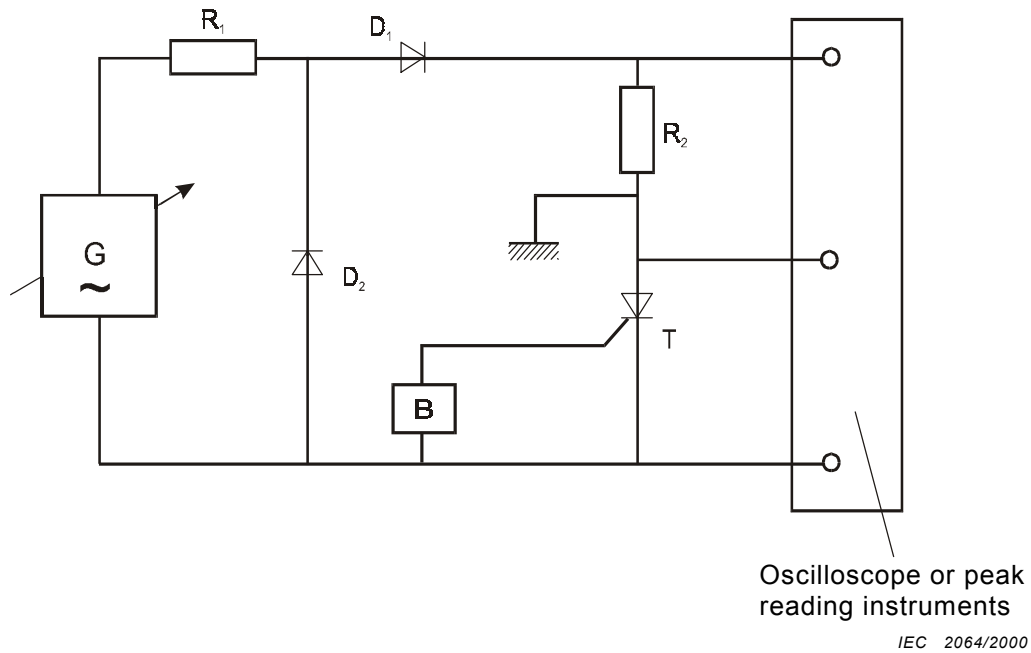 R₁
D₁
R₂
G
~
D₂
T
B
Oscilloscope or peak
reading instruments
IEC 2064/2000